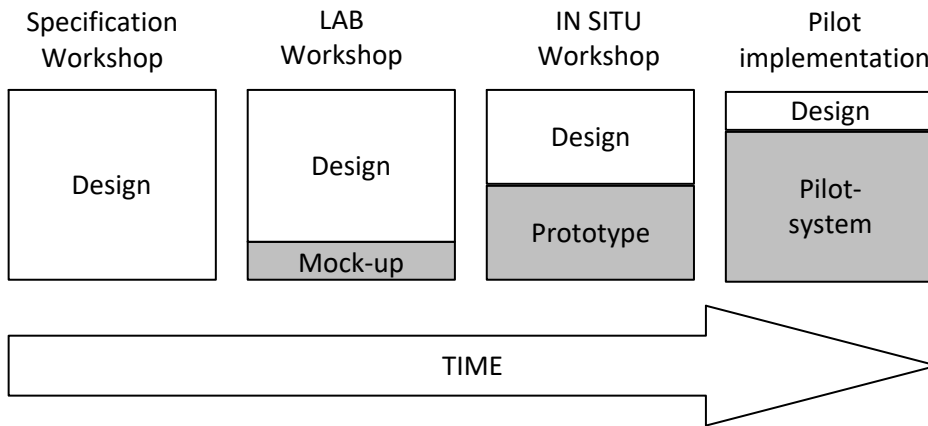 Specification
Workshop
LAB
Workshop
IN SITU
Workshop
Pilot
implementation
Design
Design
Mock-up
Design
Prototype
Design
Pilot-
system
TIME